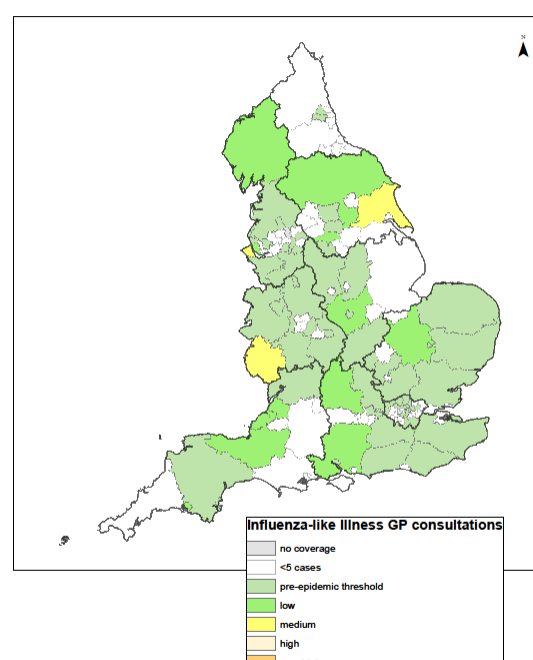 N
Influenza-like Illness GP consultations
no coverage
<5 cases
pre-epidemic threshold
low
medium
high